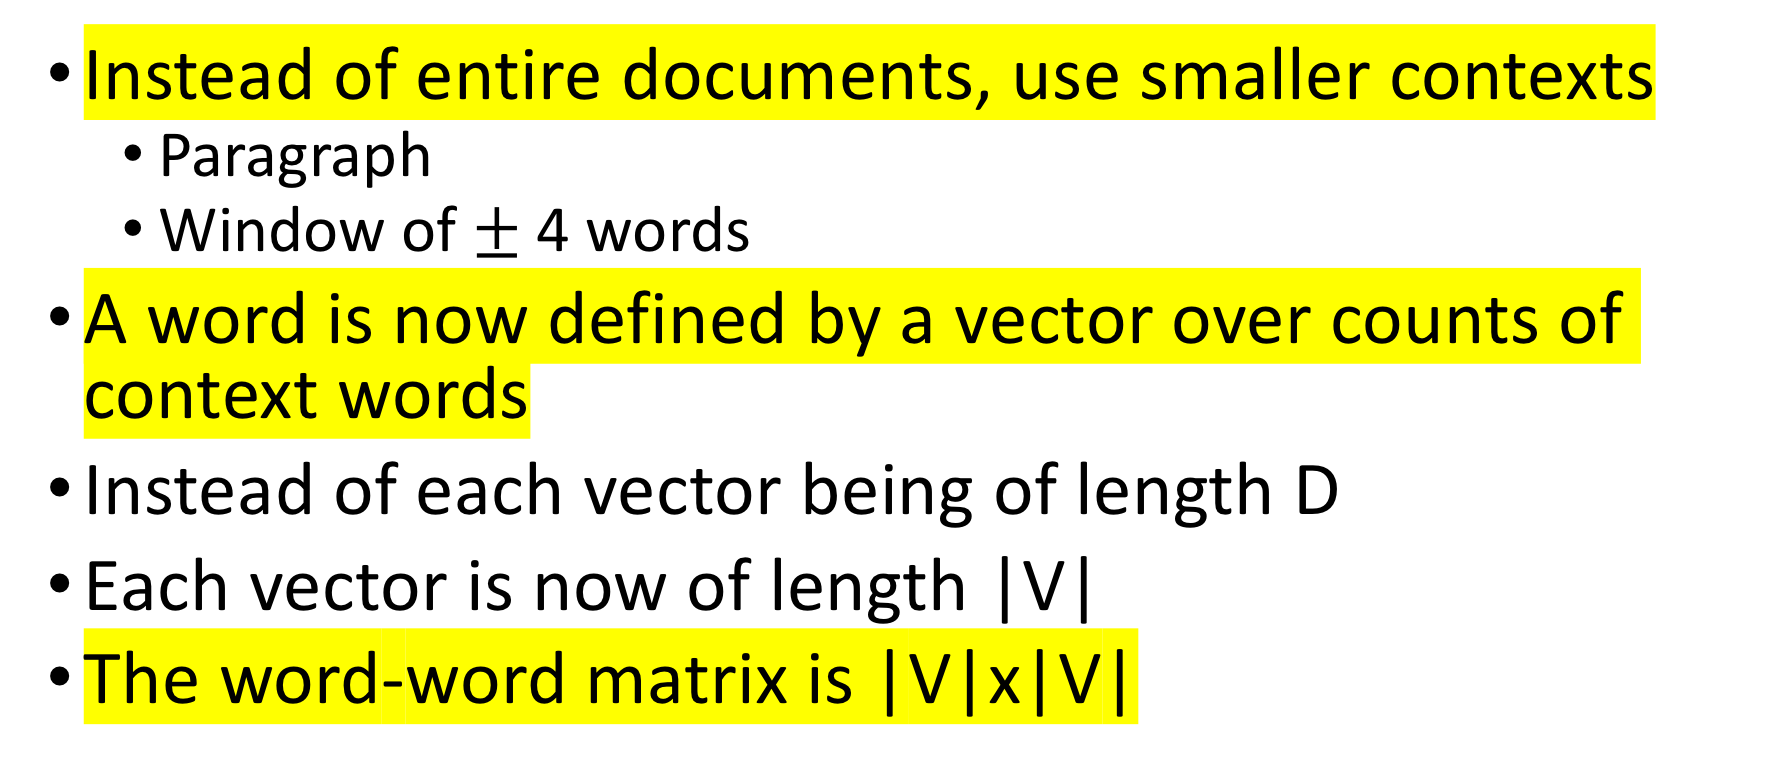 • Instead of entire documents, use smaller contexts
• Paragraph
• Window of ± 4 words
• A word is now defined by a vector over counts of
context words
• Instead of each vector being of length D
• Each vector is now of length |V|
• The word-word matrix is |V|x|V|